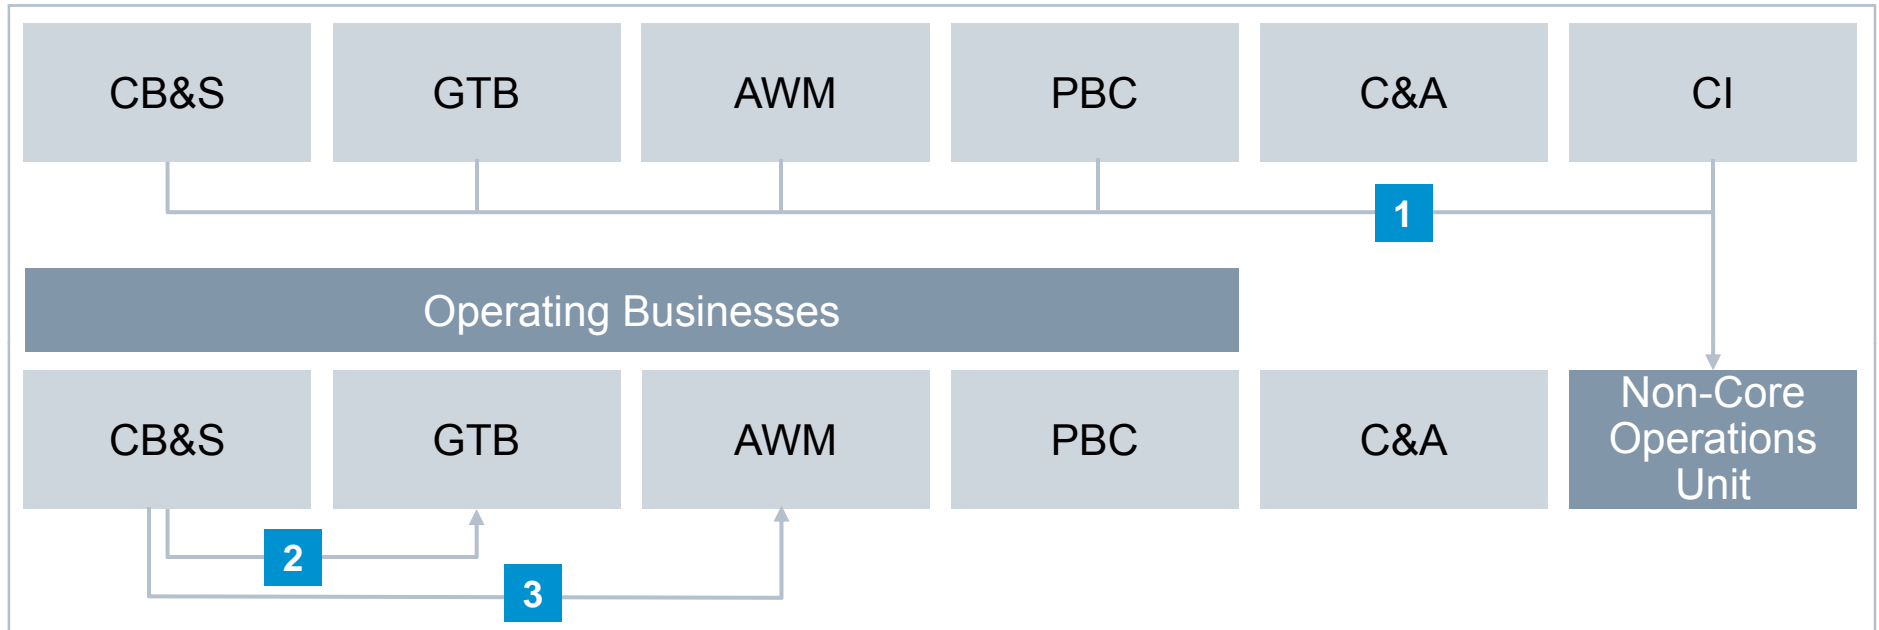 CB&S
GTB
AWM
PBC
C&A
CI
1
Operating Businesses
CB&S
GTB
AWM
PBC
C&A
Non-Core
Operations
Unit
2
3